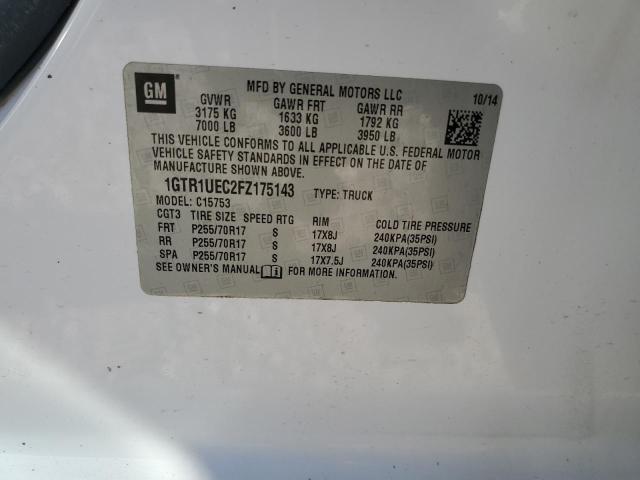 GM
MFD BY GENERAL MOTORS LLC
10/14
GVWR GAWR FRT GAWR RR
3175 KG 1633 KG 1792 KG
7000 LB 3600 LB 3950 LB
THIS VEHICLE CONFORMS TO ALL APPLICABLE U.S. FEDERAL MOTOR
VEHICLE SAFETY STANDARDS IN EFFECT ON THE DATE OF
MANUFACTURE SHOWN ABOVE.
1GTR1UEC2FZ175143 TYPE: TRUCK
MODEL: C15753
CGT3 TIRE SIZE SPEED RTG RIM COLD TIRE PRESSURE
FRT P255/70R17 S 17X8J 240KPA(35PSI)
RR P255/70R17 S 17X8J 240KPA(35PSI)
SPA P255/70R17 S 17X7.5J 240KPA(35PSI)
SEE OWNER'S MANUAL FOR MORE INFORMATION.